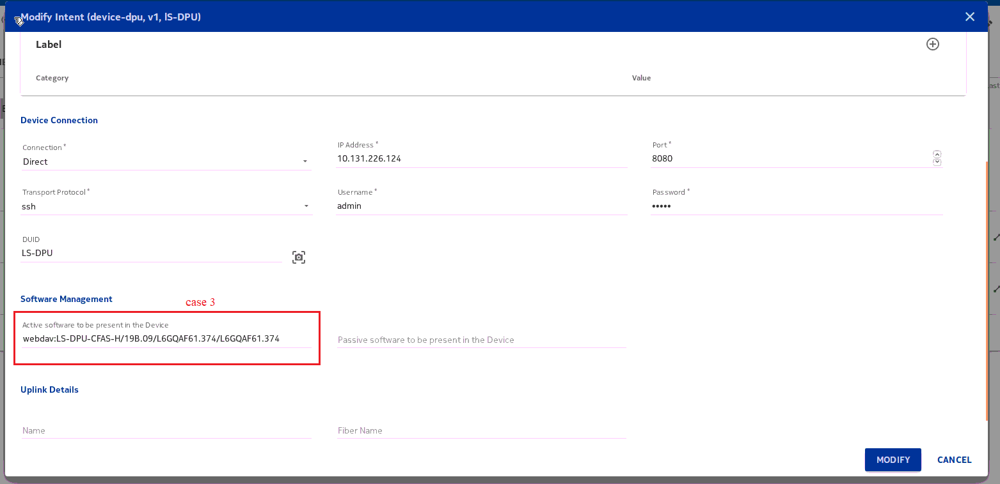 Modify Intent (device-dpu, v1, lS-DPU)
Label
Category Value
Device Connection
Connection *
Direct
IP Address *
10.131.226.124
Port *
8080
Transport Protocol *
ssh
Username *
admin
Password *
•••••
DUID
LS-DPU
Software Management
case 3
Active software to be present in the Device
webdav:LS-DPU-CFAS-H/19B.09/L6GQAF61.374/L6GQAF61.374
Passive software to be present in the Device
Uplink Details
Name
Fiber Name
MODIFY CANCEL